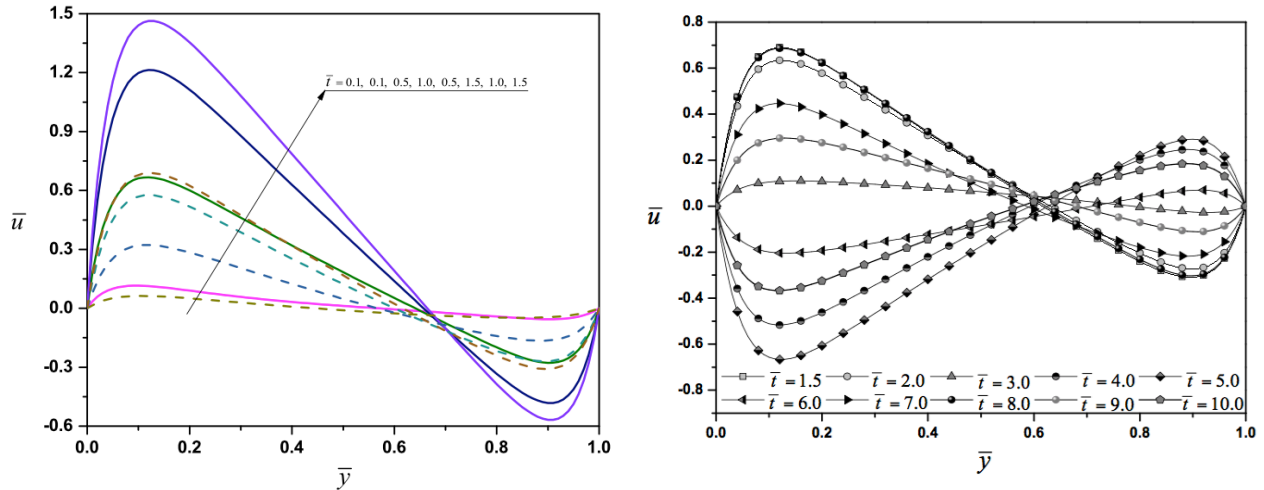 1.5
1.2
0.9
0.6
0.3
0.0
-0.3
-0.6
u̅
t̅ = 0.1, 0.1, 0.5, 1.0, 0.5, 1.5, 1.0, 1.5
0.0 0.2 0.4 0.6 0.8 1.0
y̅
0.8
0.6
0.4
0.2
0.0
-0.2
-0.4
-0.6
-0.8
u̅
t̅ = 1.5 t̅ = 2.0 t̅ = 3.0 t̅ = 4.0 t̅ = 5.0
t̅ = 6.0 t̅ = 7.0 t̅ = 8.0 t̅ = 9.0 t̅ = 10.0
0.0 0.2 0.4 0.6 0.8 1.0
y̅